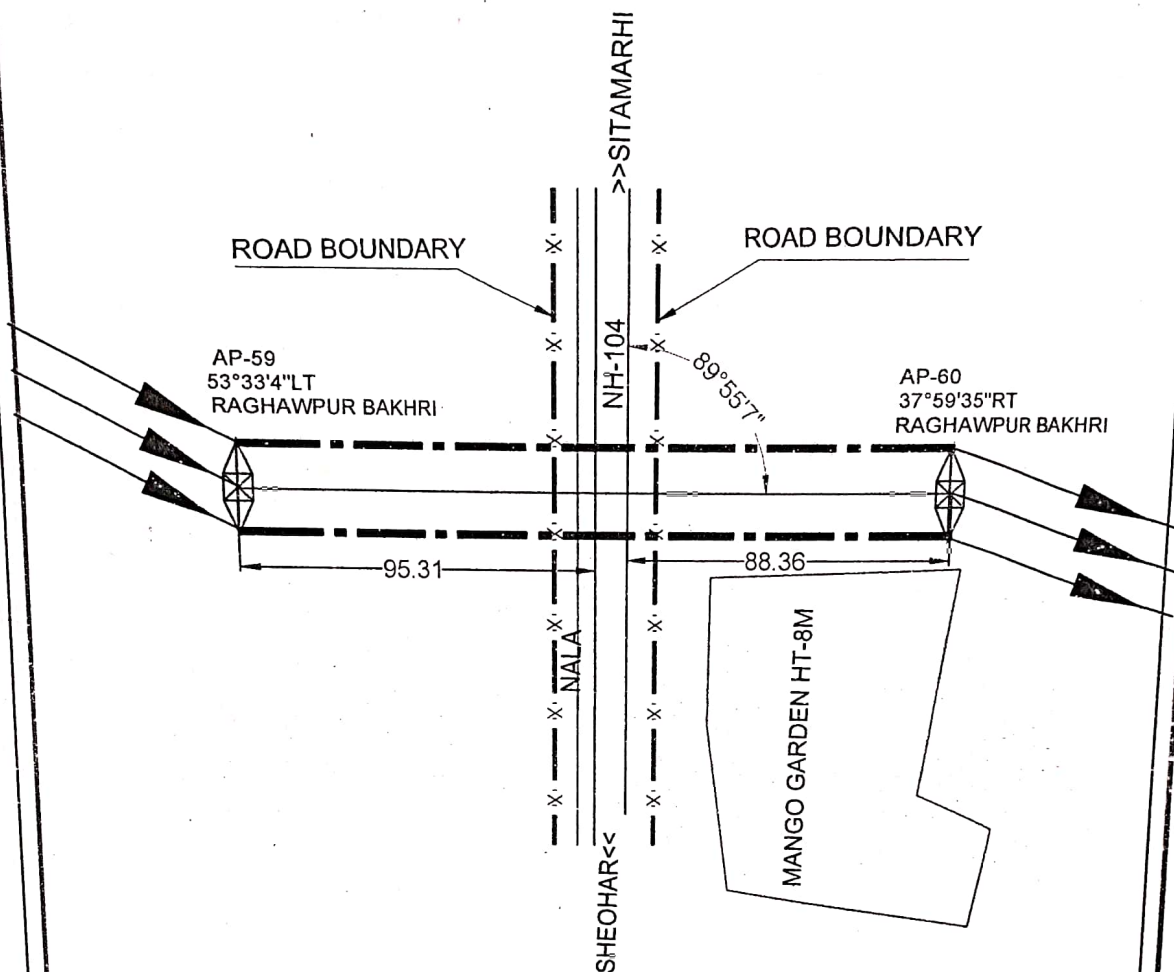 >>SITAMARHI
ROAD BOUNDARY
ROAD BOUNDARY
NH-104
89°55'7"
AP-59
53°33'4"LT
RAGHAWPUR BAKHRI
AP-60
37°59'35"RT
RAGHAWPUR BAKHRI
95.31
88.36
NALA
MANGO GARDEN HT-8M
SHEOHAR<<